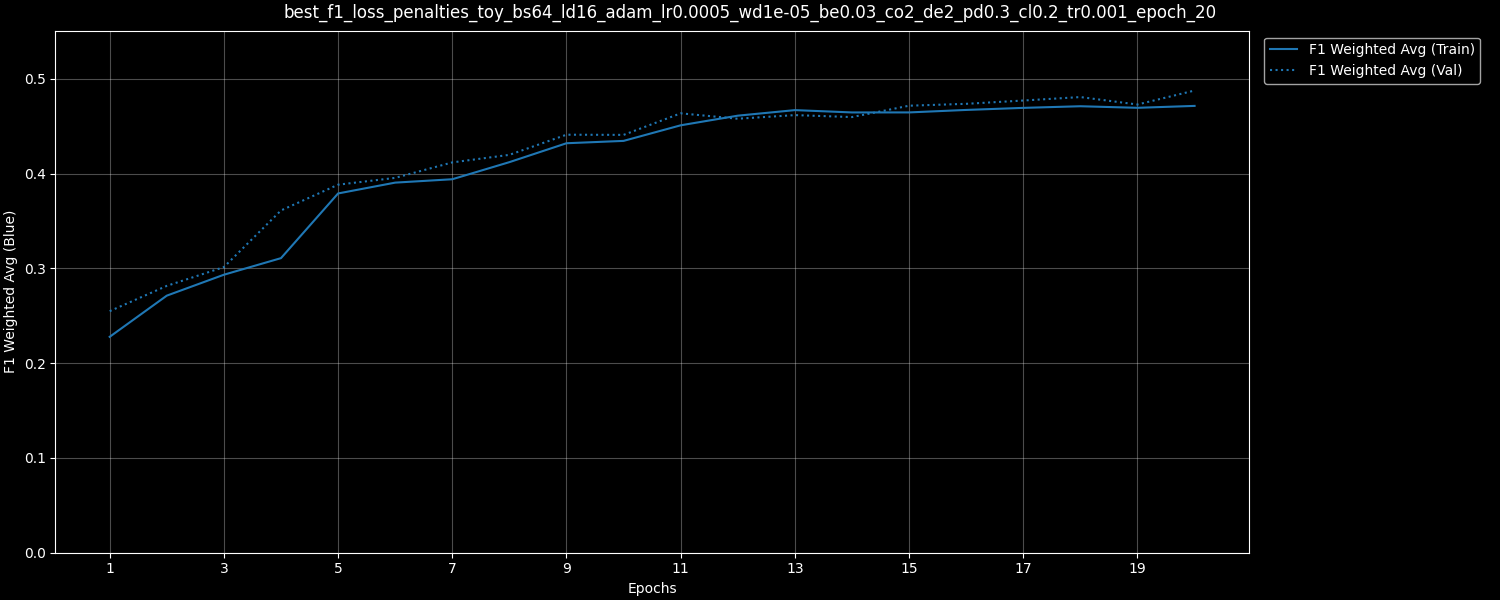 best_f1_loss_penalties_toy_bs64_ld16_adam_lr0.0005_wd1e-05_be0.03_co2_de2_pd0.3_cl0.2_tr0.001_epoch_20
F1 Weighted Avg (Train)
F1 Weighted Avg (Val)
F1 Weighted Avg (Blue)
0.5
0.4
0.3
0.2
0.1
0.0
1 3 5 7 9 11 13 15 17 19
Epochs